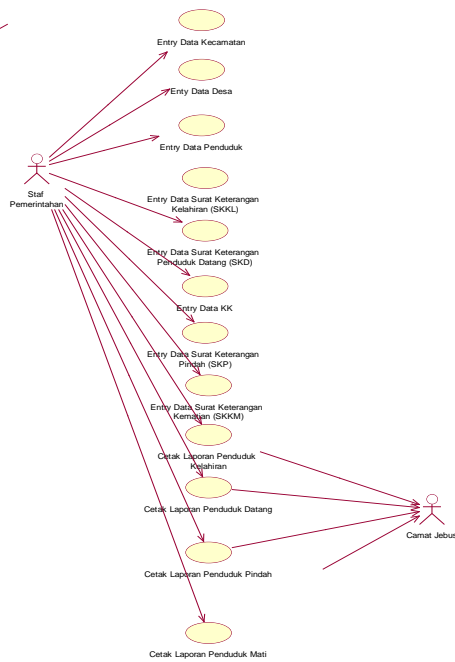 Entry Data Kecamatan
Enty Data Desa
Entry Data Penduduk
Staf
Pemerintahan
Entry Data Surat Keterangan
Kelahiran (SKKL)
Entry Data Surat Keterangan
Penduduk Datang (SKD)
Entry Data KK
Entry Data Surat Keterangan
Pindah (SKP)
Entry Data Surat Keterangan
Kematian (SKKM)
Cetak Laporan Penduduk
Kelahiran
Cetak Laporan Penduduk Datang
Camat Jebus
Cetak Laporan Penduduk Pindah
Cetak Laporan Penduduk Mati